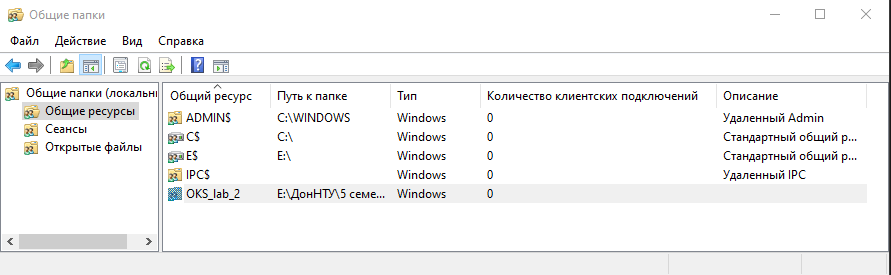 Общие папки
Файл Действие Вид Справка
Общие папки (локальн
Общие ресурсы
Сеансы
Открытые файлы
Общий ресурс Путь к папке Тип Количество клиентских подключений Описание
ADMIN$ C:\WINDOWS Windows 0 Удаленный Admin
C$ C:\ Windows 0 Стандартный общий р...
E$ E:\ Windows 0 Стандартный общий р...
IPC$ Windows 0 Удаленный IPC
OKS_lab_2 E:\ДонНТУ\5 семе... Windows 0